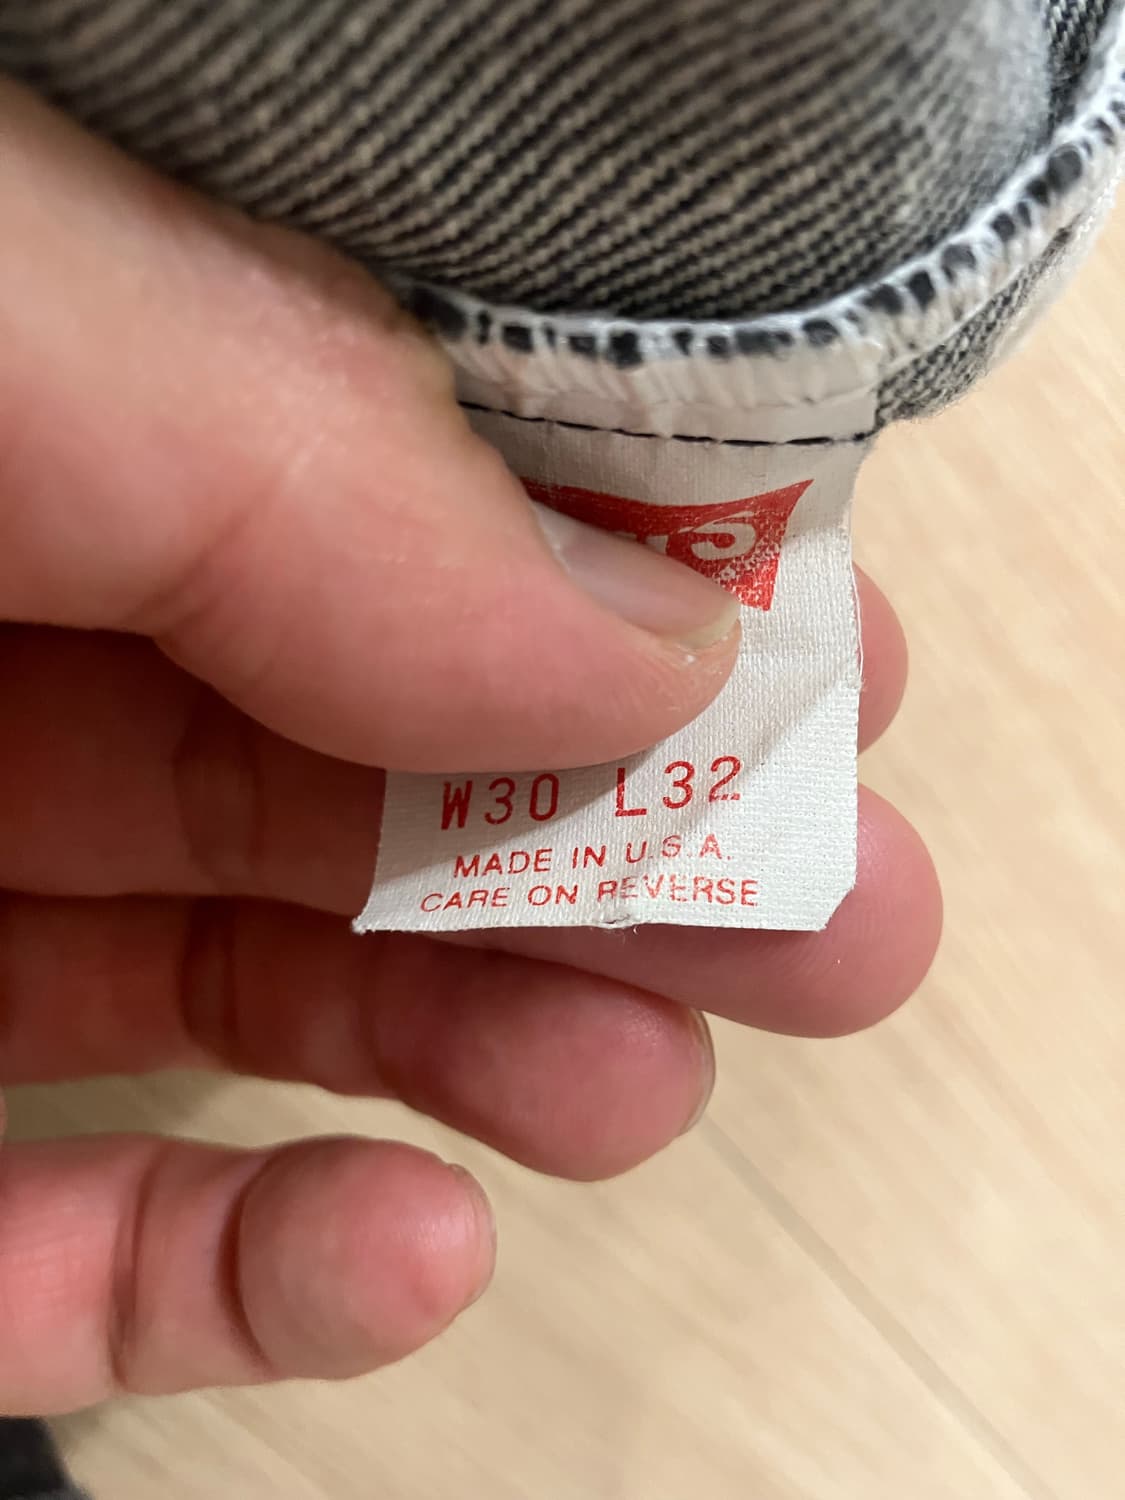 W30 L32
MADE IN U.S.A.
CARE ON REVERSE